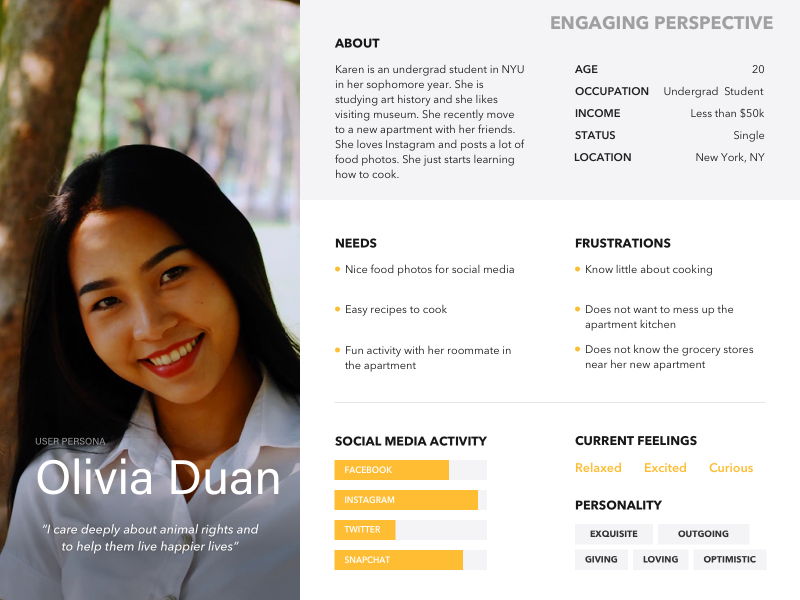 USER PERSONA
Olivia Duan
“I care deeply about animal rights and
to help them live happier lives”
ENGAGING PERSPECTIVE
ABOUT
Karen is an undergrad student in NYU
in her sophomore year. She is
studying art history and she likes
visiting museum. She recently move
to a new apartment with her friends.
She loves Instagram and posts a lot of
food photos. She just starts learning
how to cook.
AGE 20
OCCUPATION Undergrad Student
INCOME Less than $50k
STATUS Single
LOCATION New York, NY
NEEDS
Nice food photos for social media
Easy recipes to cook
Fun activity with her roommate in
the apartment
FRUSTRATIONS
Know little about cooking
Does not want to mess up the
apartment kitchen
Does not know the grocery stores
near her new apartment
SOCIAL MEDIA ACTIVITY
FACEBOOK
INSTAGRAM
TWITTER
SNAPCHAT
CURRENT FEELINGS
Relaxed Excited Curious
PERSONALITY
EXQUISITE OUTGOING
GIVING LOVING OPTIMISTIC